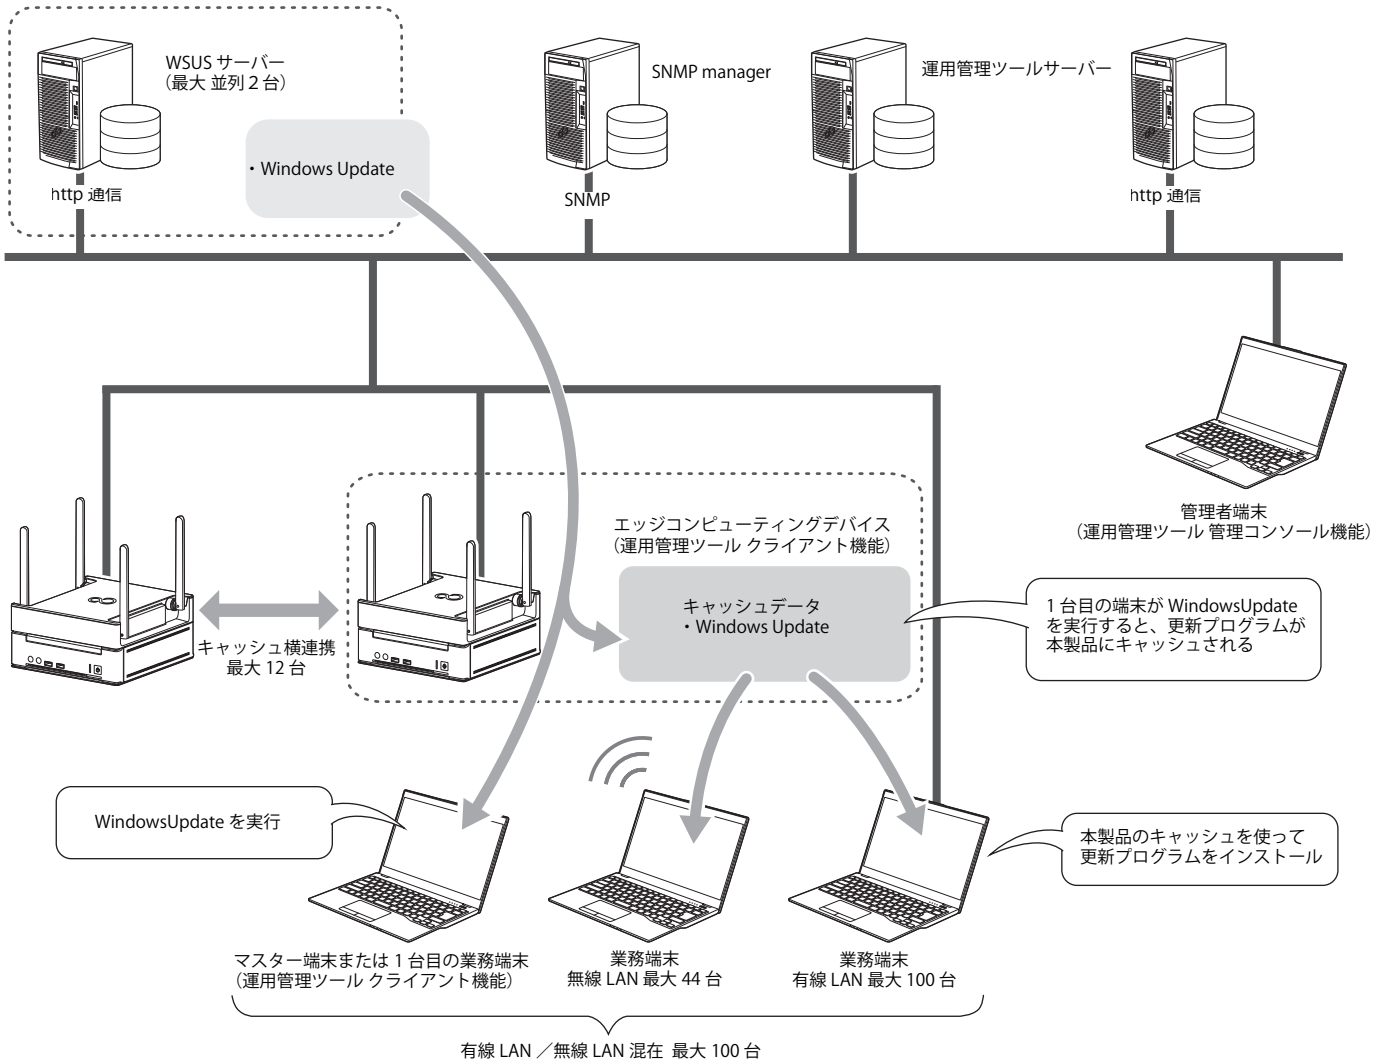 WSUS サーバー
（最大 並列 2 台）
SNMP manager
運用管理ツールサーバー
・Windows Update
http 通信
SNMP
http 通信
管理者端末
（運用管理ツール 管理コンソール機能）
エッジコンピューティングデバイス
（運用管理ツール クライアント機能）
キャッシュデータ
・Windows Update
1 台目の端末が WindowsUpdate
を実行すると、更新プログラムが
本製品にキャッシュされる
キャッシュ横連携
最大 12 台
WindowsUpdate を実行
本製品のキャッシュを使って
更新プログラムをインストール
マスター端末または 1 台目の業務端末
（運用管理ツール クライアント機能）
業務端末
無線 LAN 最大 44 台
業務端末
有線 LAN 最大 100 台
有線 LAN ／無線 LAN 混在 最大 100 台